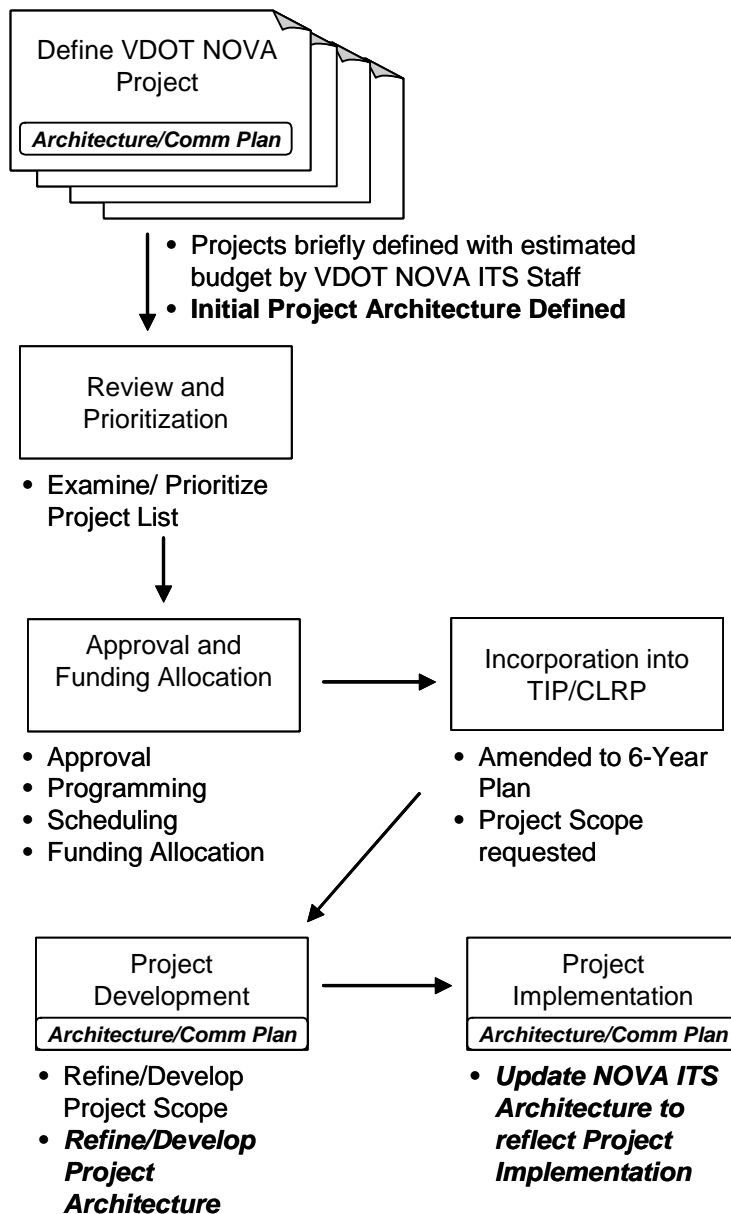 Define VDOT NOVA
Project
Architecture/Comm Plan
• Projects briefly defined with estimated
budget by VDOT NOVA ITS Staff
• Initial Project Architecture Defined
Review and
Prioritization
• Examine/ Prioritize
Project List
Approval and
Funding Allocation
• Approval
• Programming
• Scheduling
• Funding Allocation
Incorporation into
TIP/CLRP
• Amended to 6-Year
Plan
• Project Scope
requested
Project
Development
Architecture/Comm Plan
• Refine/Develop
Project Scope
• Refine/Develop
Project
Architecture
Project
Implementation
Architecture/Comm Plan
• Update NOVA ITS
Architecture to
reflect Project
Implementation